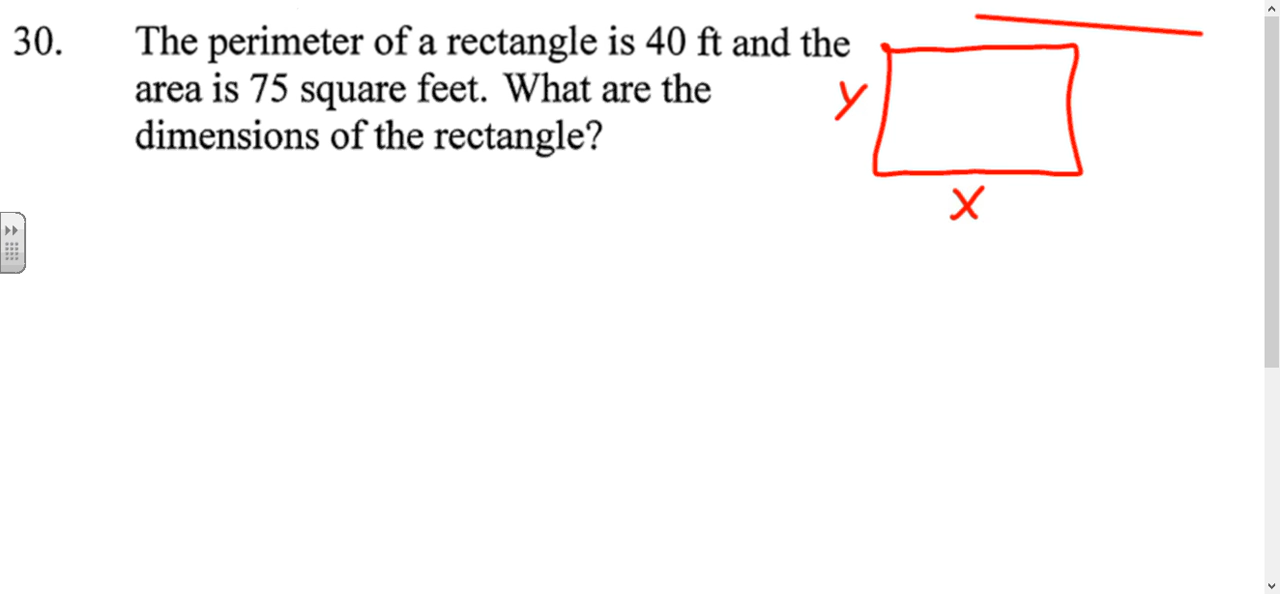 30. The perimeter of a rectangle is 40 ft and the
area is 75 square feet. What are the
dimensions of the rectangle?
y
x